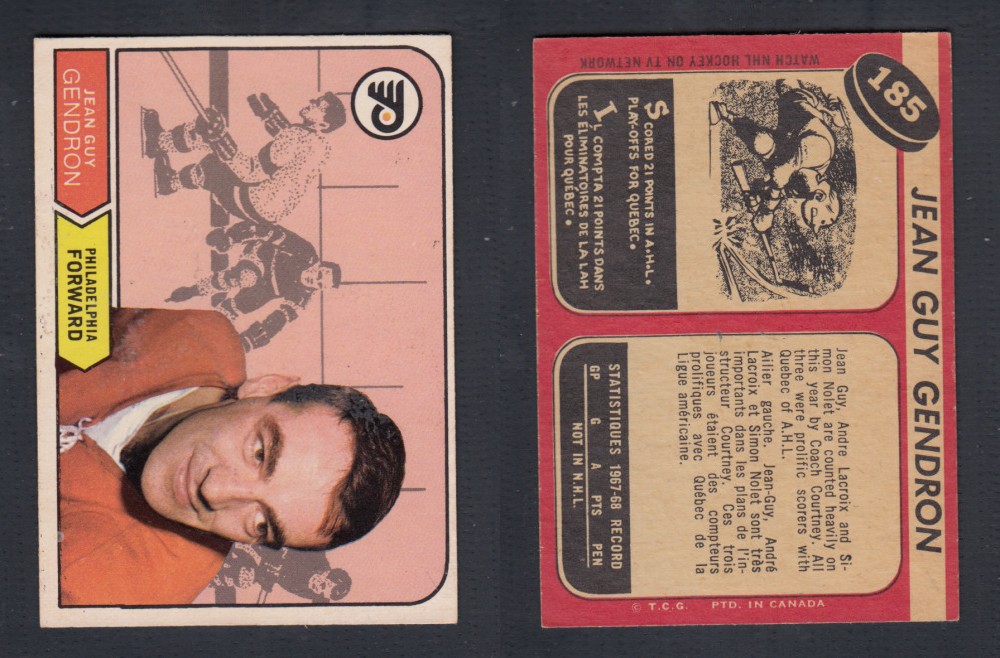 JEAN GUY
GENDRON
PHILADELPHIA
FORWARD
185
JEAN GUY GENDRON
WATCH NHL HOCKEY ON TV NETWORK
SCORED 21 POINTS IN A.H.L.
PLAY-OFFS FOR QUEBEC.
IL COMPTA 21 POINTS DANS
LES ÉLIMINATOIRES DE LA LAH
POUR QUÉBEC.
Jean Guy, Andre Lacroix and Si-
mon Nolet are counted heavily on
this year by Coach Courtney. All
three were prolific scorers with
Quebec of A.H.L.
Ailier gauche. Jean-Guy, André
Lacroix et Simon Nolet sont très
importants dans les plans de l'in-
structeur Courtney. Ces trois
joueurs étaient des compteurs
prolifiques avec Québec de la
Ligue américaine.
STATISTIQUES 1967-68 RECORD
GP G A PTS PEN
NOT IN N.H.L.
© T.C.G. PTD. IN CANADA